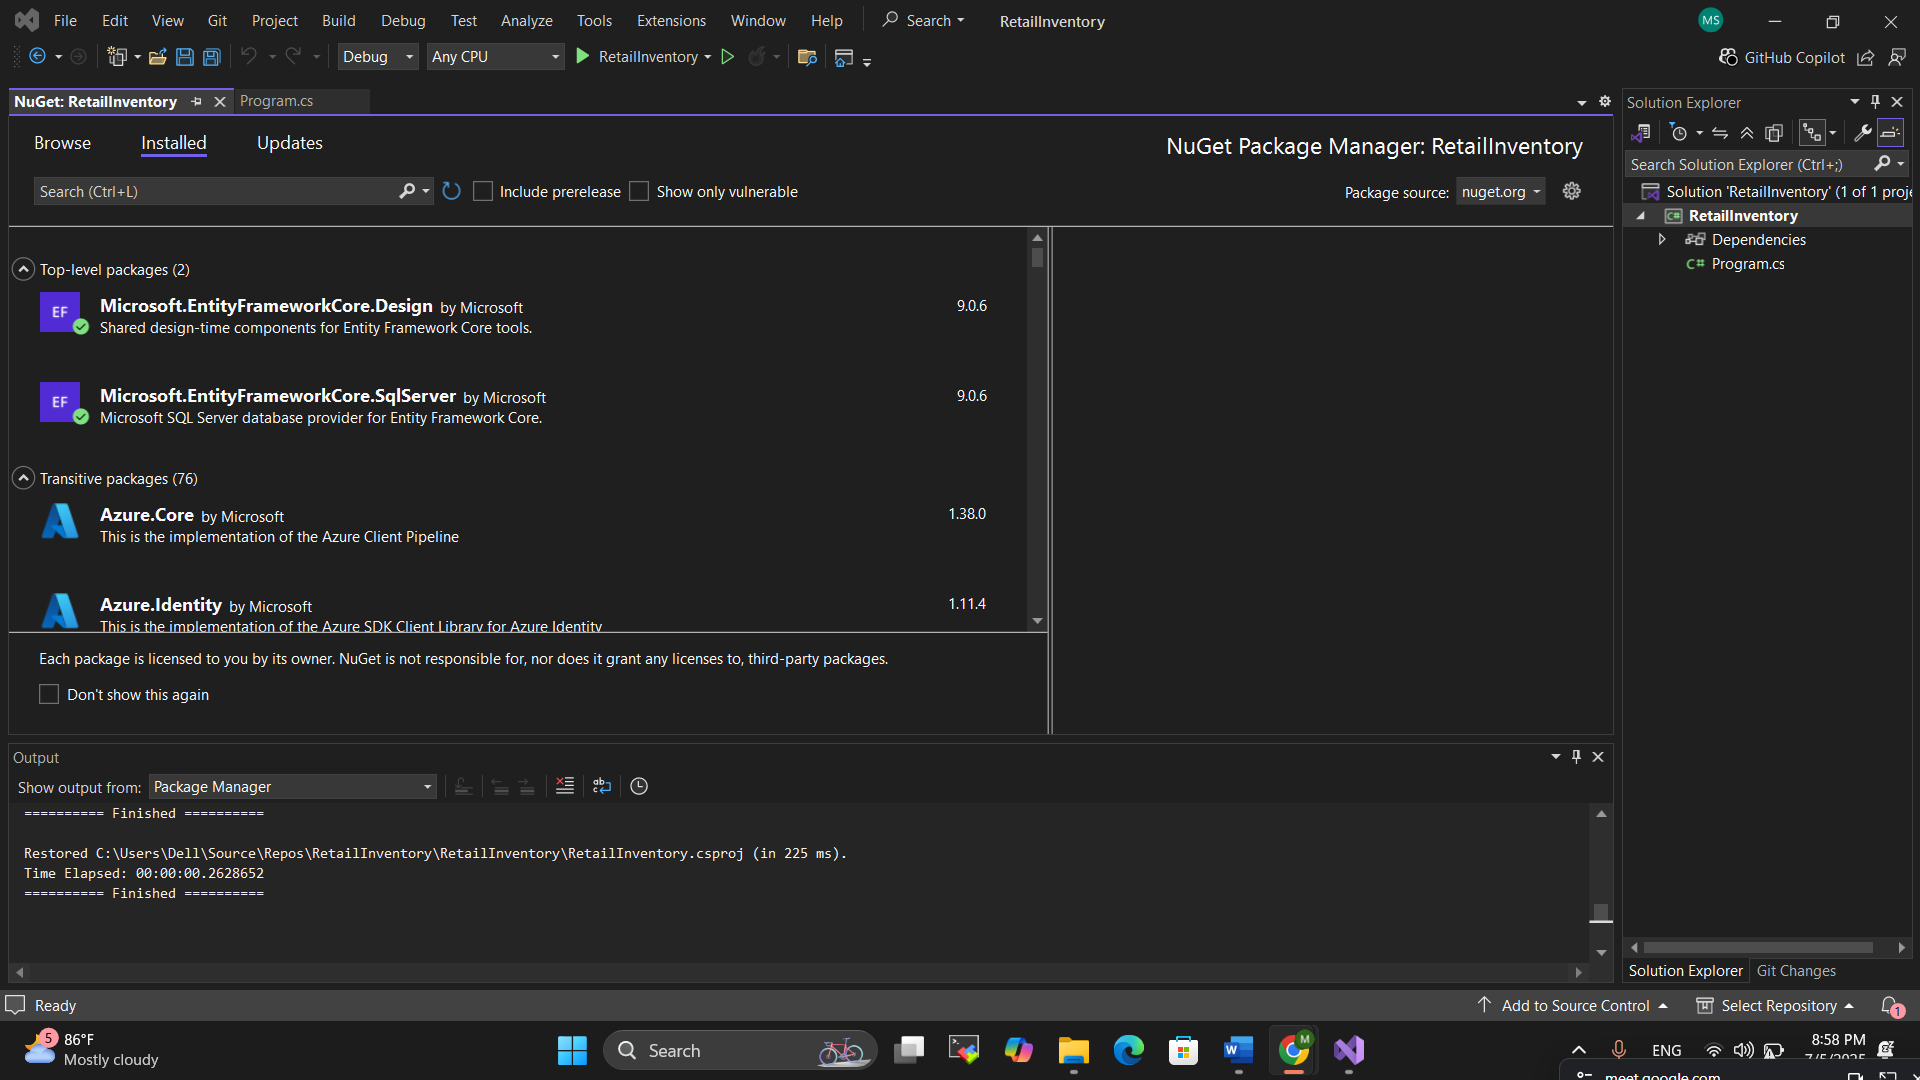 File Edit View Git Project Build Debug Test Analyze Tools Extensions Window Help Search RetailInventory MS
Debug Any CPU RetailInventory GitHub Copilot
NuGet: RetailInventory Program.cs
Browse Installed Updates NuGet Package Manager: RetailInventory
Search (Ctrl+L) Include prerelease Show only vulnerable Package source: nuget.org
Top-level packages (2)
EF Microsoft.EntityFrameworkCore.Design by Microsoft 9.0.6
Shared design-time components for Entity Framework Core tools.
EF Microsoft.EntityFrameworkCore.SqlServer by Microsoft 9.0.6
Microsoft SQL Server database provider for Entity Framework Core.
Transitive packages (76)
Azure.Core by Microsoft 1.38.0
This is the implementation of the Azure Client Pipeline
Azure.Identity by Microsoft 1.11.4
This is the implementation of the Azure SDK Client Library for Azure Identity
Each package is licensed to you by its owner. NuGet is not responsible for, nor does it grant any licenses to, third-party packages.
Don't show this again
Solution Explorer
Search Solution Explorer (Ctrl+;)
Solution 'RetailInventory' (1 of 1 proje
C# RetailInventory
Dependencies
C# Program.cs
Output
Show output from: Package Manager
========== Finished ==========
Restored C:\Users\Dell\Source\Repos\RetailInventory\RetailInventory\RetailInventory.csproj (in 225 ms).
Time Elapsed: 00:00:00.2628652
========== Finished ==========
Solution Explorer Git Changes
Ready Add to Source Control Select Repository 1
5 86°F
Mostly cloudy
Search
W
M
ENG
8:58 PM
7/5/2025
meet.google.com